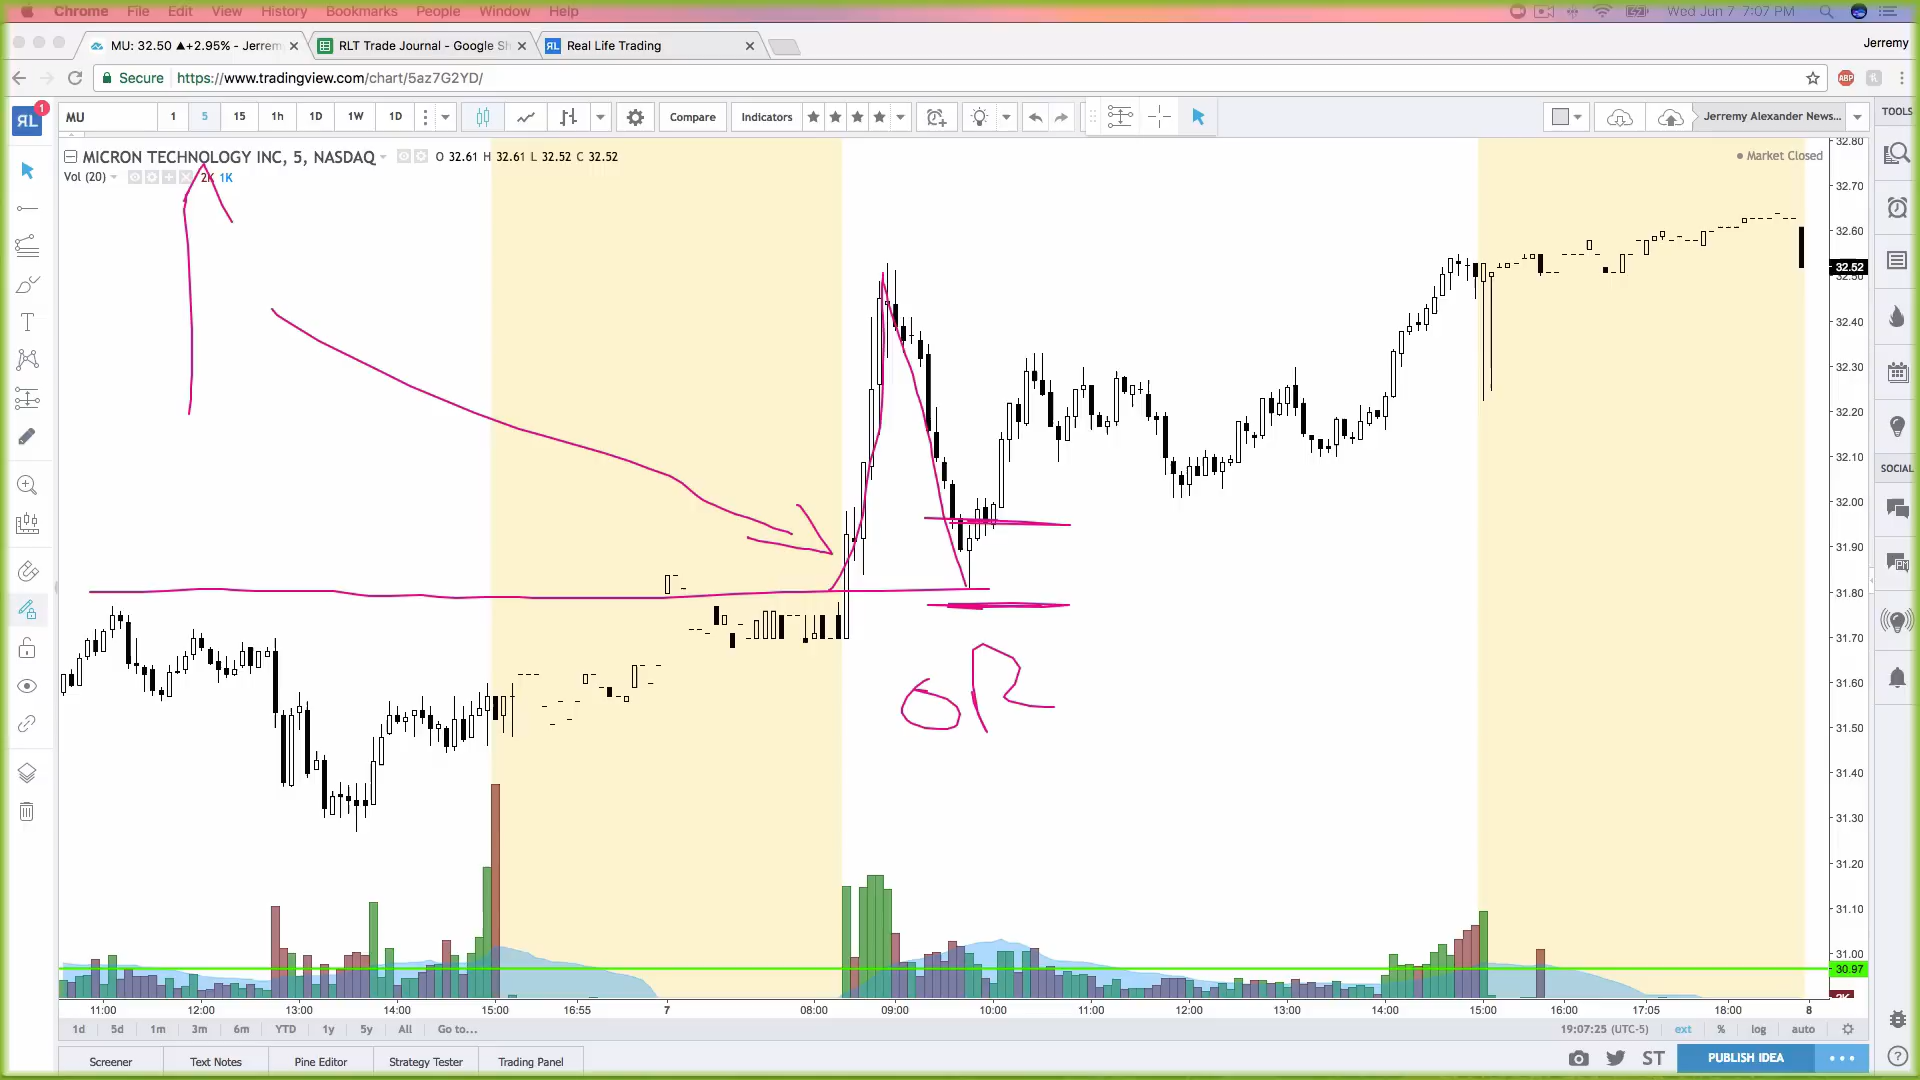 Chrome File Edit View History Bookmarks People Window Help Wed Jun 7 7:07 PM
MU: 32.50 ▲+2.95% - Jerrem RLT Trade Journal - Google Sh RL Real Life Trading Jerremy
Secure https://www.tradingview.com/chart/5az7G2YD/ ABP
RL 1 MU 1 5 15 1h 1D 1W 1D Compare Indicators Jerremy Alexander News... TOOLS
MICRON TECHNOLOGY INC, 5, NASDAQ O 32.61 H 32.61 L 32.52 C 32.52 Market Closed
Vol (20) 2K 1K
32.80
32.70
32.60
32.52
32.40
32.30
32.20
32.10
SOCIAL
32.00
31.90
31.80
31.70
OR
31.60
31.50
31.40
31.30
31.20
31.10
31.00
30.97
11:00 12:00 13:00 14:00 15:00 16:55 7 08:00 09:00 10:00 11:00 12:00 13:00 14:00 15:00 16:00 17:05 18:00 8
1d 5d 1m 3m 6m YTD 1y 5y All Go to... 19:07:25 (UTC-5) ext % log auto
Screener Text Notes Pine Editor Strategy Tester Trading Panel ST PUBLISH IDEA